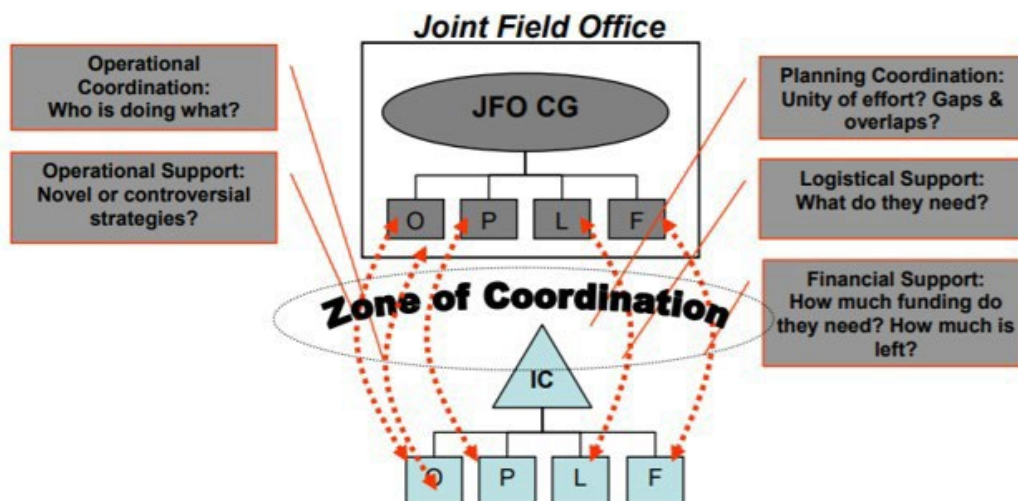 Joint Field Office
Operational
Coordination:
Who is doing what?
Operational Support:
Novel or controversial
strategies?
JFO CG
O P L F
Planning Coordination:
Unity of effort? Gaps &
overlaps?
Logistical Support:
What do they need?
Financial Support:
How much funding do
they need? How much is
left?
Zone of Coordination
IC
O P L F